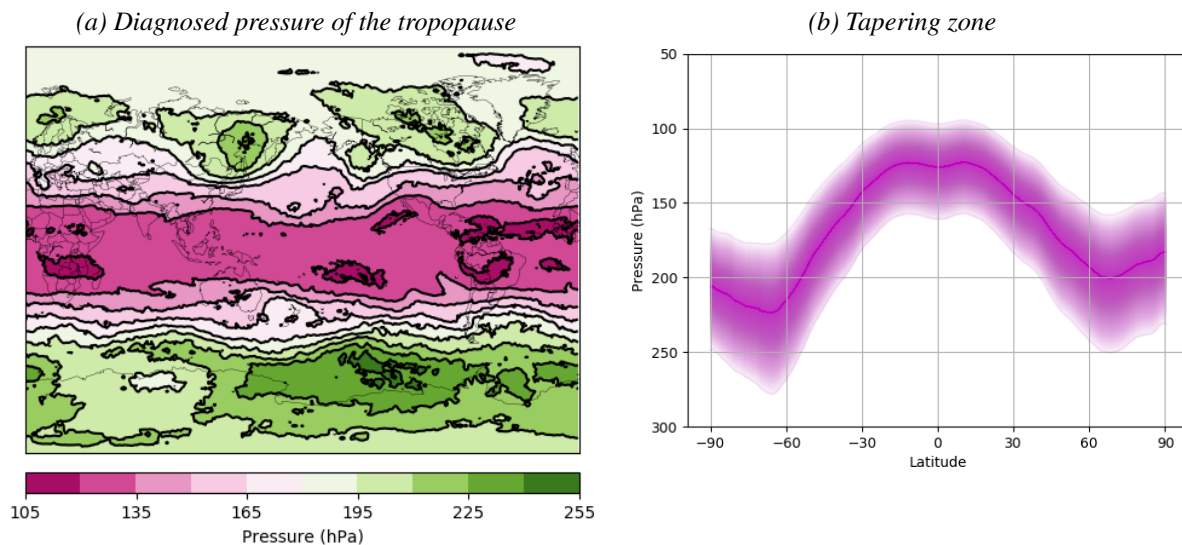 (a) Diagnosed pressure of the tropopause
105 135 165 195 225 255
Pressure (hPa)
(b) Tapering zone
50
100
150
200
250
300
Pressure (hPa)
−90 −60 −30 0 30 60 90
Latitude